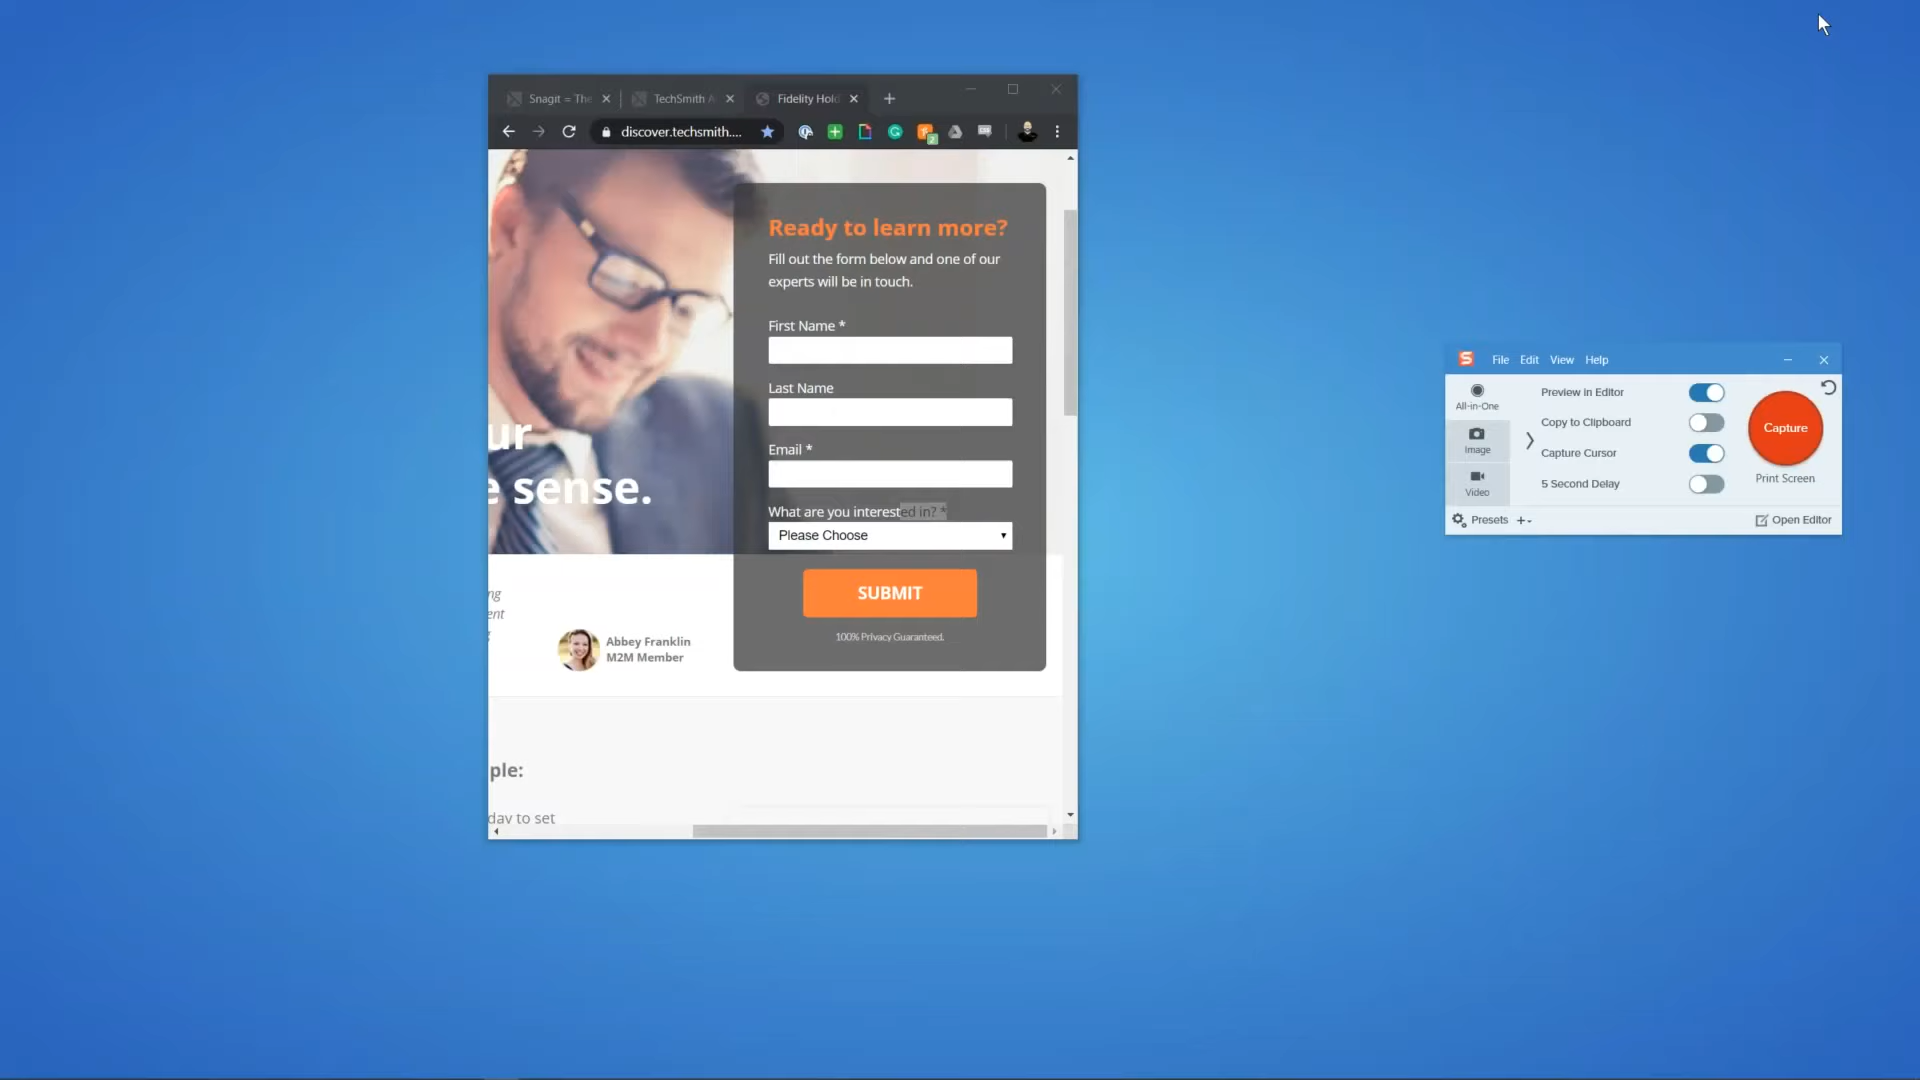 Snagit = The
TechSmith A
Fidelity Hold
discover.techsmith....
2
Ready to learn more?
Fill out the form below and one of our
experts will be in touch.
First Name *
Last Name
Email *
What are you interested in? *
Please Choose
SUBMIT
100% Privacy Guaranteed.
ur
e sense.
ng
ent
g
Abbey Franklin
M2M Member
ple:
day to set
S
File Edit View Help
All-in-One
Image
Video
Preview in Editor
Copy to Clipboard
Capture Cursor
5 Second Delay
Capture
Print Screen
Presets
Open Editor